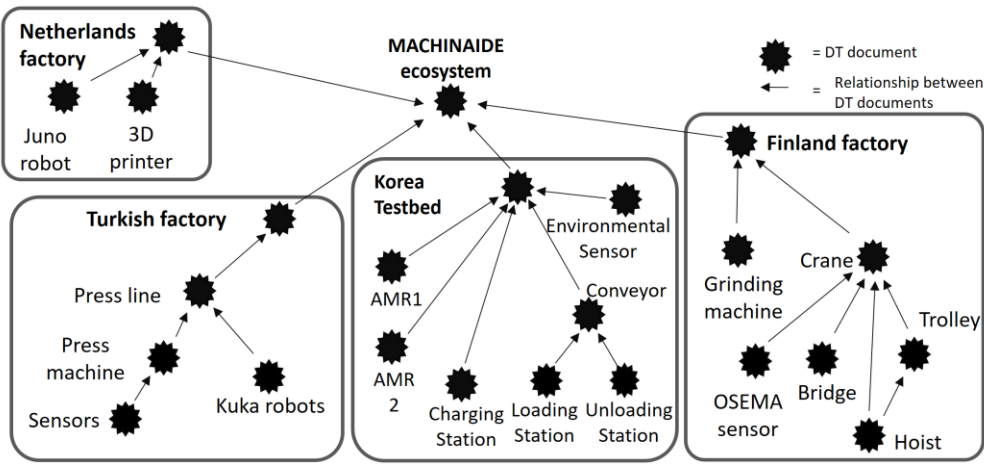 Netherlands
factory
Juno
robot
3D
printer
MACHINAIDE
ecosystem
= DT document
= Relationship between
DT documents
Turkish factory
Press line
Press
machine
Sensors
Kuka robots
Korea
Testbed
Environmental
Sensor
AMR1
AMR
2
Conveyor
Charging
Station
Loading
Station
Unloading
Station
Finland factory
Grinding
machine
Crane
Trolley
OSEMA
sensor
Bridge
Hoist